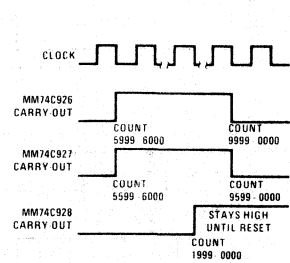 CLOCK
MM74C926
CARRY-OUT
COUNT
5999-6000
COUNT
9999-0000
MM74C927
CARRY-OUT
COUNT
5599-6000
COUNT
9599-0000
MM74C928
CARRY-OUT
STAYS HIGH
UNTIL RESET
COUNT
1999-0000